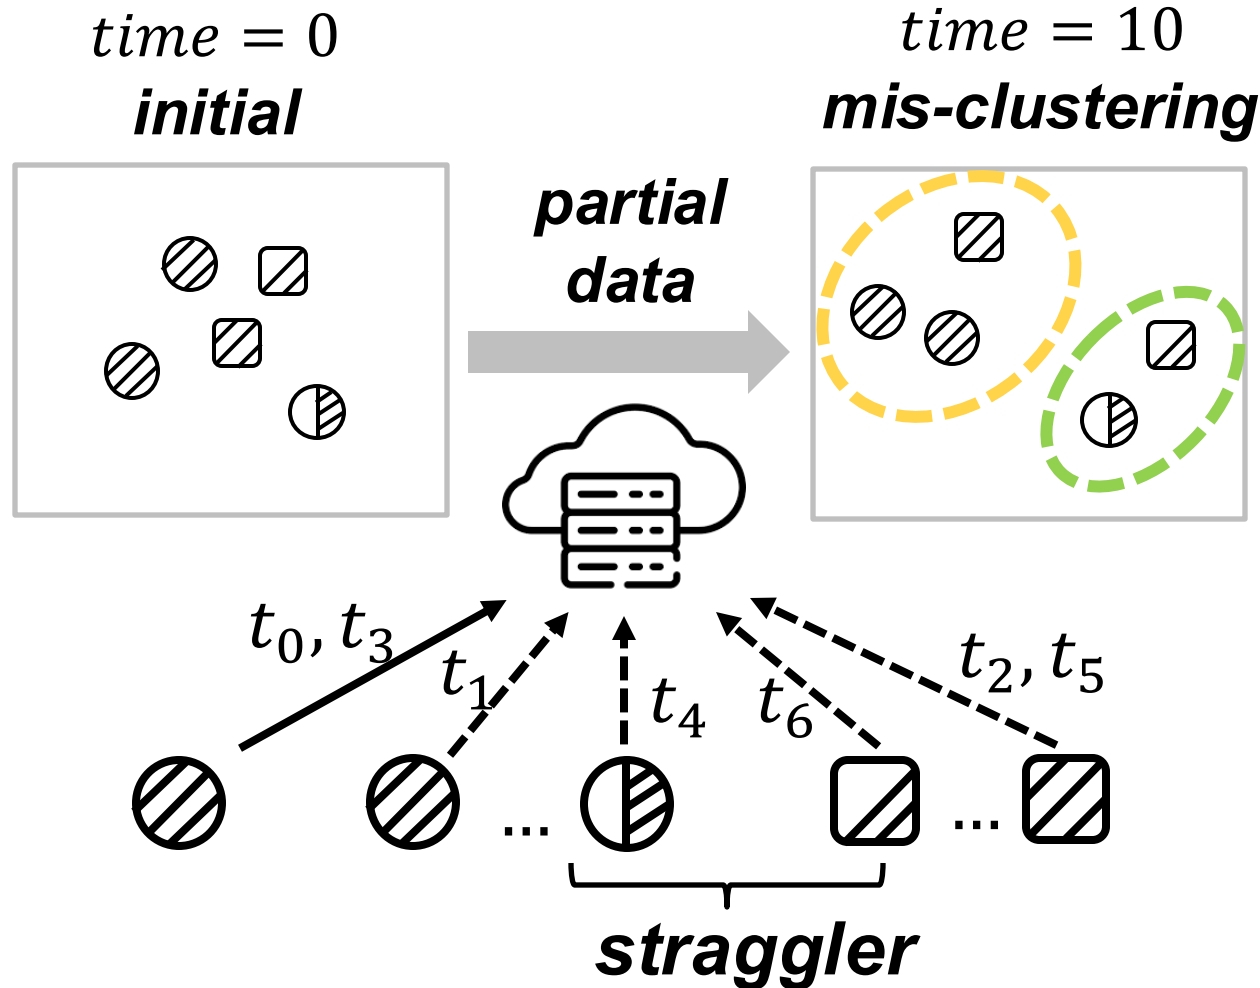 time = 0
initial
time = 10
mis-clustering
partial
data
t₀, t₃
t₁
t₄
t₆
t₂, t₅
...
...
straggler